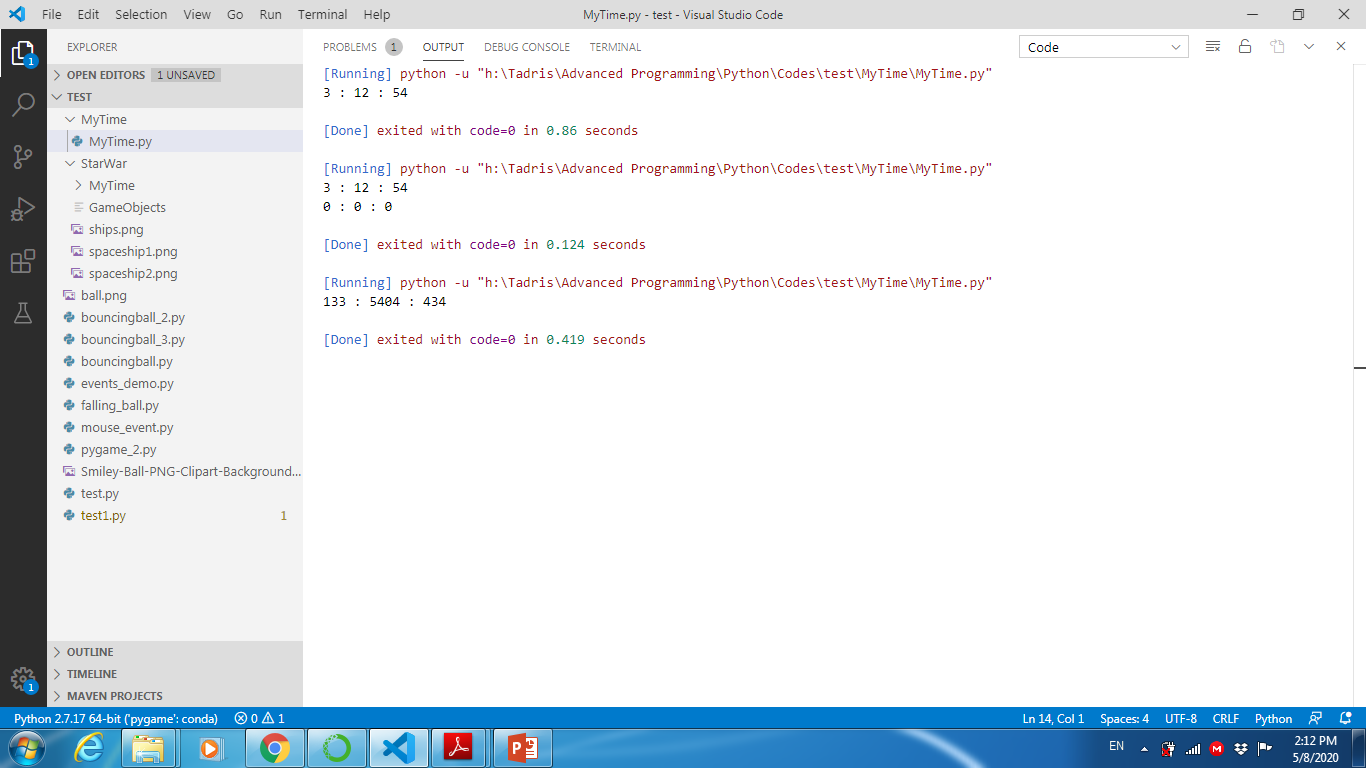 File Edit Selection View Go Run Terminal Help
MyTime.py - test - Visual Studio Code
EXPLORER
OPEN EDITORS 1 UNSAVED
TEST
MyTime
MyTime.py
StarWar
MyTime
GameObjects
ships.png
spaceship1.png
spaceship2.png
ball.png
bouncingball_2.py
bouncingball_3.py
bouncingball.py
events_demo.py
falling_ball.py
mouse_event.py
pygame_2.py
Smiley-Ball-PNG-Clipart-Background...
test.py
test1.py 1
OUTLINE
TIMELINE
MAVEN PROJECTS
1
1
PROBLEMS 1 OUTPUT DEBUG CONSOLE TERMINAL
Code
[Running] python -u "h:\Tadris\Advanced Programming\Python\Codes\test\MyTime\MyTime.py"
3 : 12 : 54
[Done] exited with code=0 in 0.86 seconds
[Running] python -u "h:\Tadris\Advanced Programming\Python\Codes\test\MyTime\MyTime.py"
3 : 12 : 54
0 : 0 : 0
[Done] exited with code=0 in 0.124 seconds
[Running] python -u "h:\Tadris\Advanced Programming\Python\Codes\test\MyTime\MyTime.py"
133 : 5404 : 434
[Done] exited with code=0 in 0.419 seconds
Python 2.7.17 64-bit ('pygame': conda) 0 1
Ln 14, Col 1 Spaces: 4 UTF-8 CRLF Python
EN
2:12 PM
5/8/2020